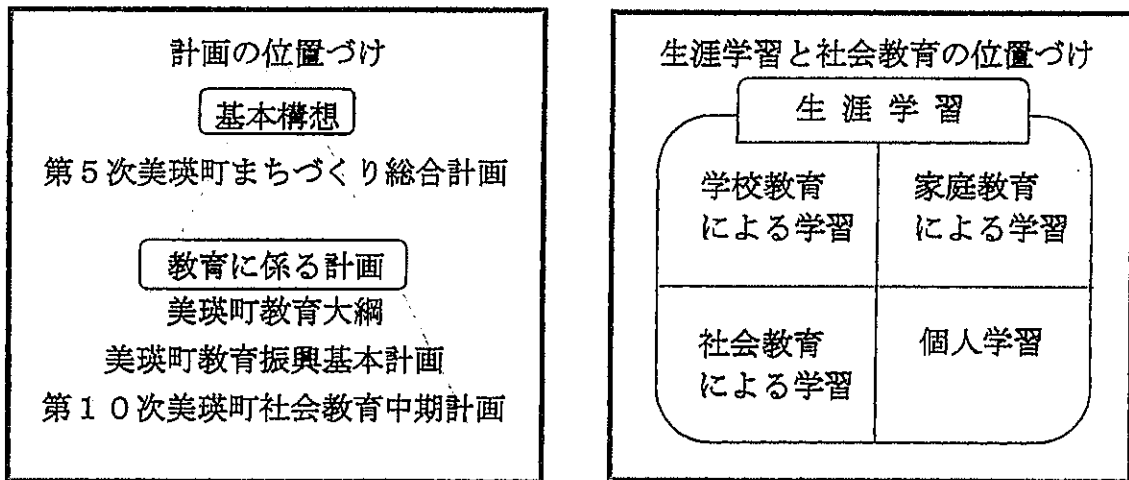 計画の位置づけ
基本構想
第5次美瑛町まちづくり総合計画
教育に係る計画
美瑛町教育大綱
美瑛町教育振興基本計画
第10次美瑛町社会教育中期計画
生涯学習と社会教育の位置づけ
生涯学習
学校教育
による学習
家庭教育
による学習
社会教育
による学習
個人学習